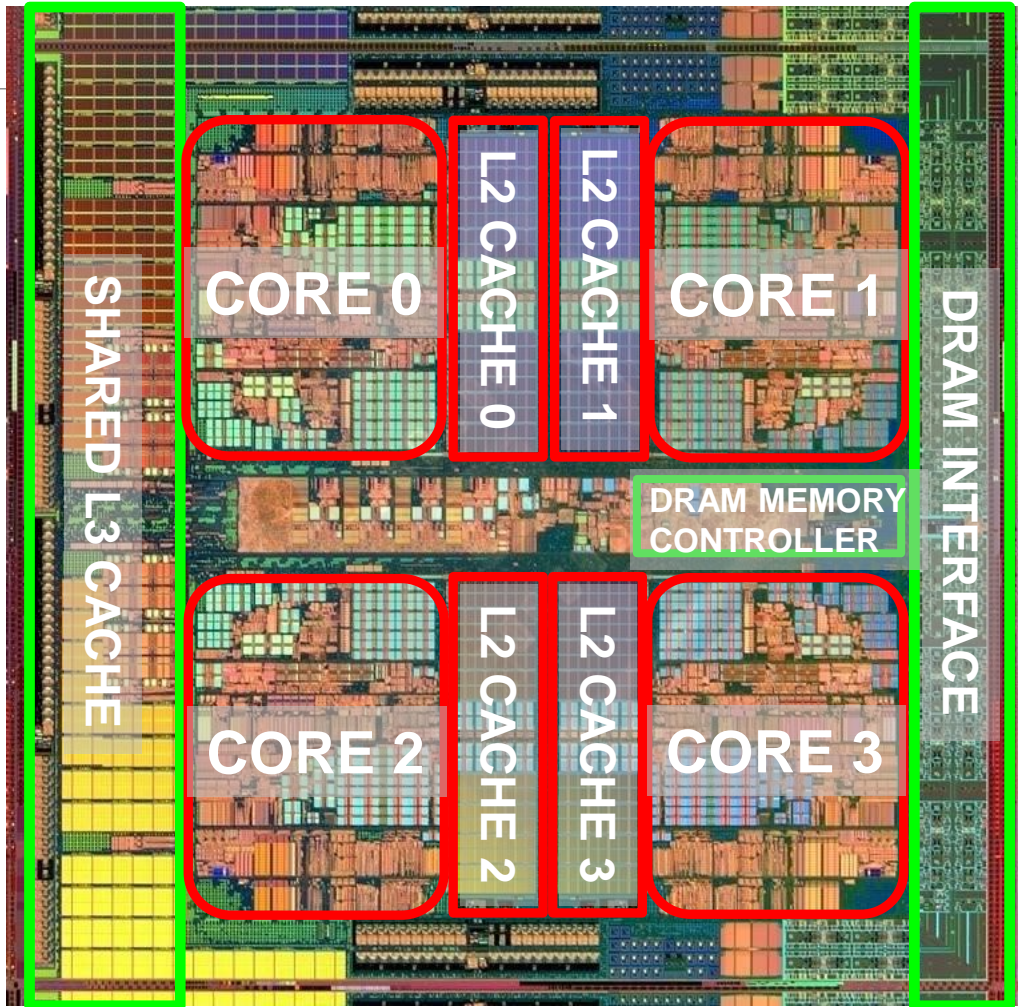 SHARED L3 CACHE
CORE 0
L2 CACHE 0
L2 CACHE 1
CORE 1
DRAM INTERFACE
DRAM MEMORY
CONTROLLER
CORE 2
L2 CACHE 2
L2 CACHE 3
CORE 3